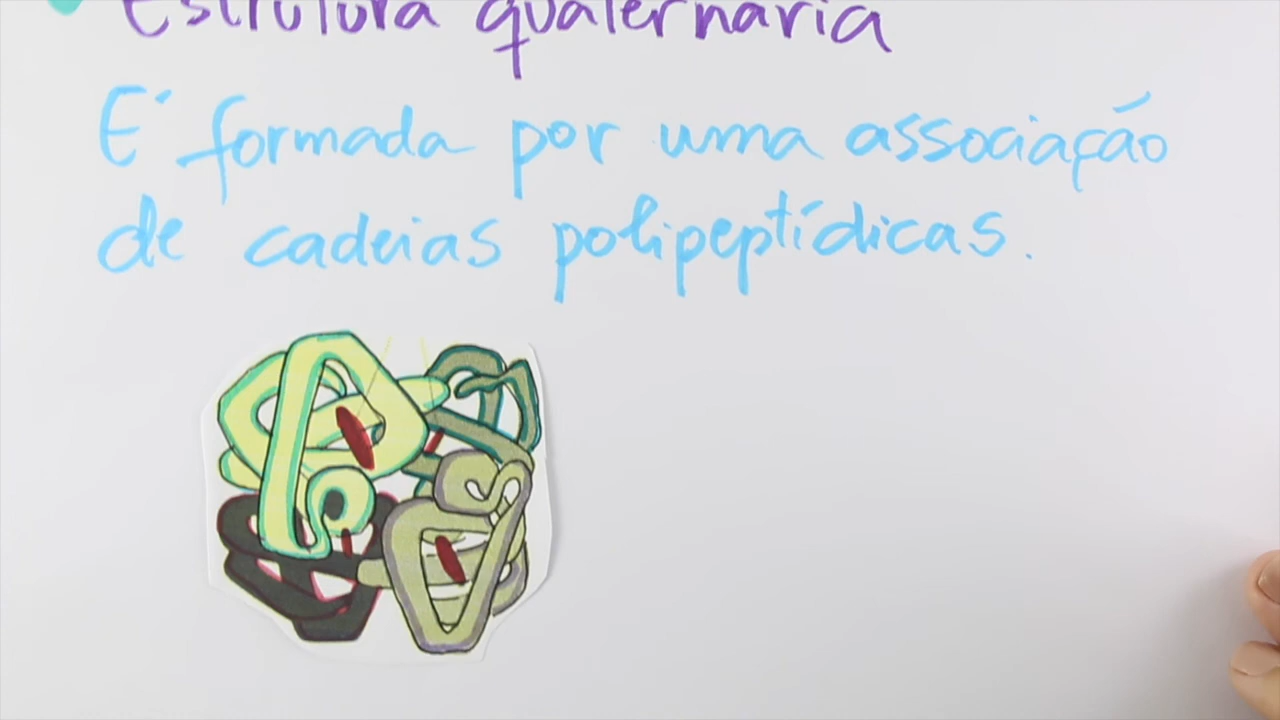 Estrutura quaternária
É formada por uma associação
de cadeias polipeptídicas.